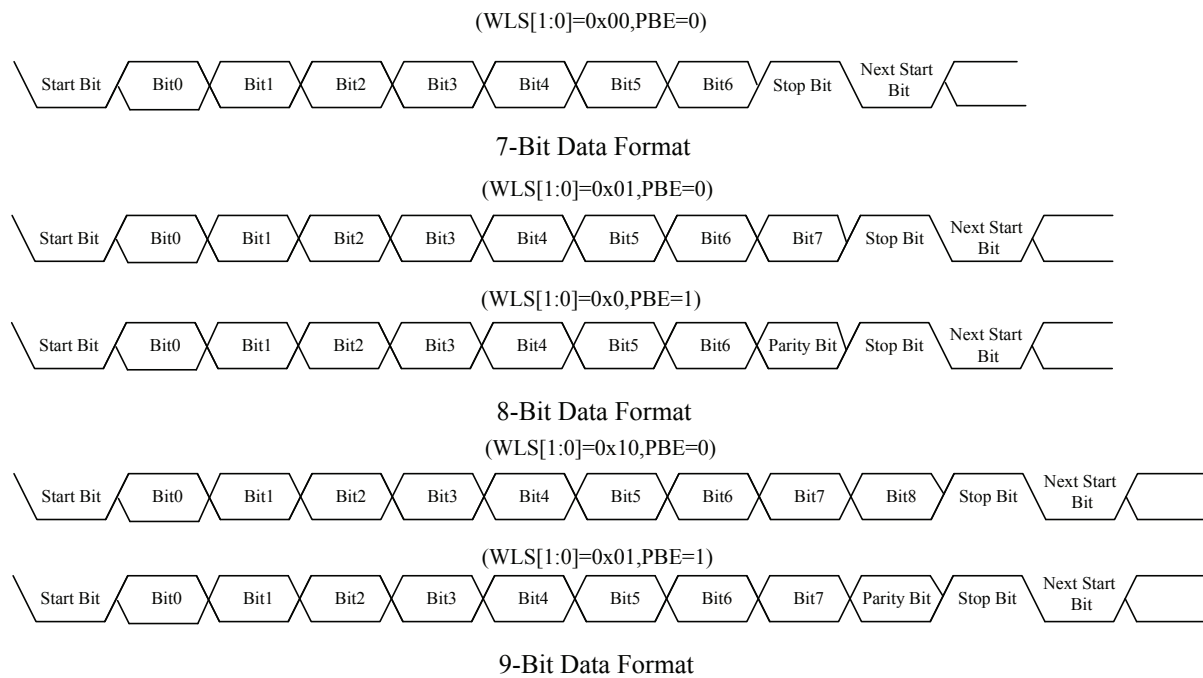 (WLS[1:0]=0x00,PBE=0)
Start Bit Bit0 Bit1 Bit2 Bit3 Bit4 Bit5 Bit6 Stop Bit Next Start Bit
7-Bit Data Format
(WLS[1:0]=0x01,PBE=0)
Start Bit Bit0 Bit1 Bit2 Bit3 Bit4 Bit5 Bit6 Bit7 Stop Bit Next Start Bit
(WLS[1:0]=0x0,PBE=1)
Start Bit Bit0 Bit1 Bit2 Bit3 Bit4 Bit5 Bit6 Parity Bit Stop Bit Next Start Bit
8-Bit Data Format
(WLS[1:0]=0x10,PBE=0)
Start Bit Bit0 Bit1 Bit2 Bit3 Bit4 Bit5 Bit6 Bit7 Bit8 Stop Bit Next Start Bit
(WLS[1:0]=0x01,PBE=1)
Start Bit Bit0 Bit1 Bit2 Bit3 Bit4 Bit5 Bit6 Bit7 Parity Bit Stop Bit Next Start Bit
9-Bit Data Format